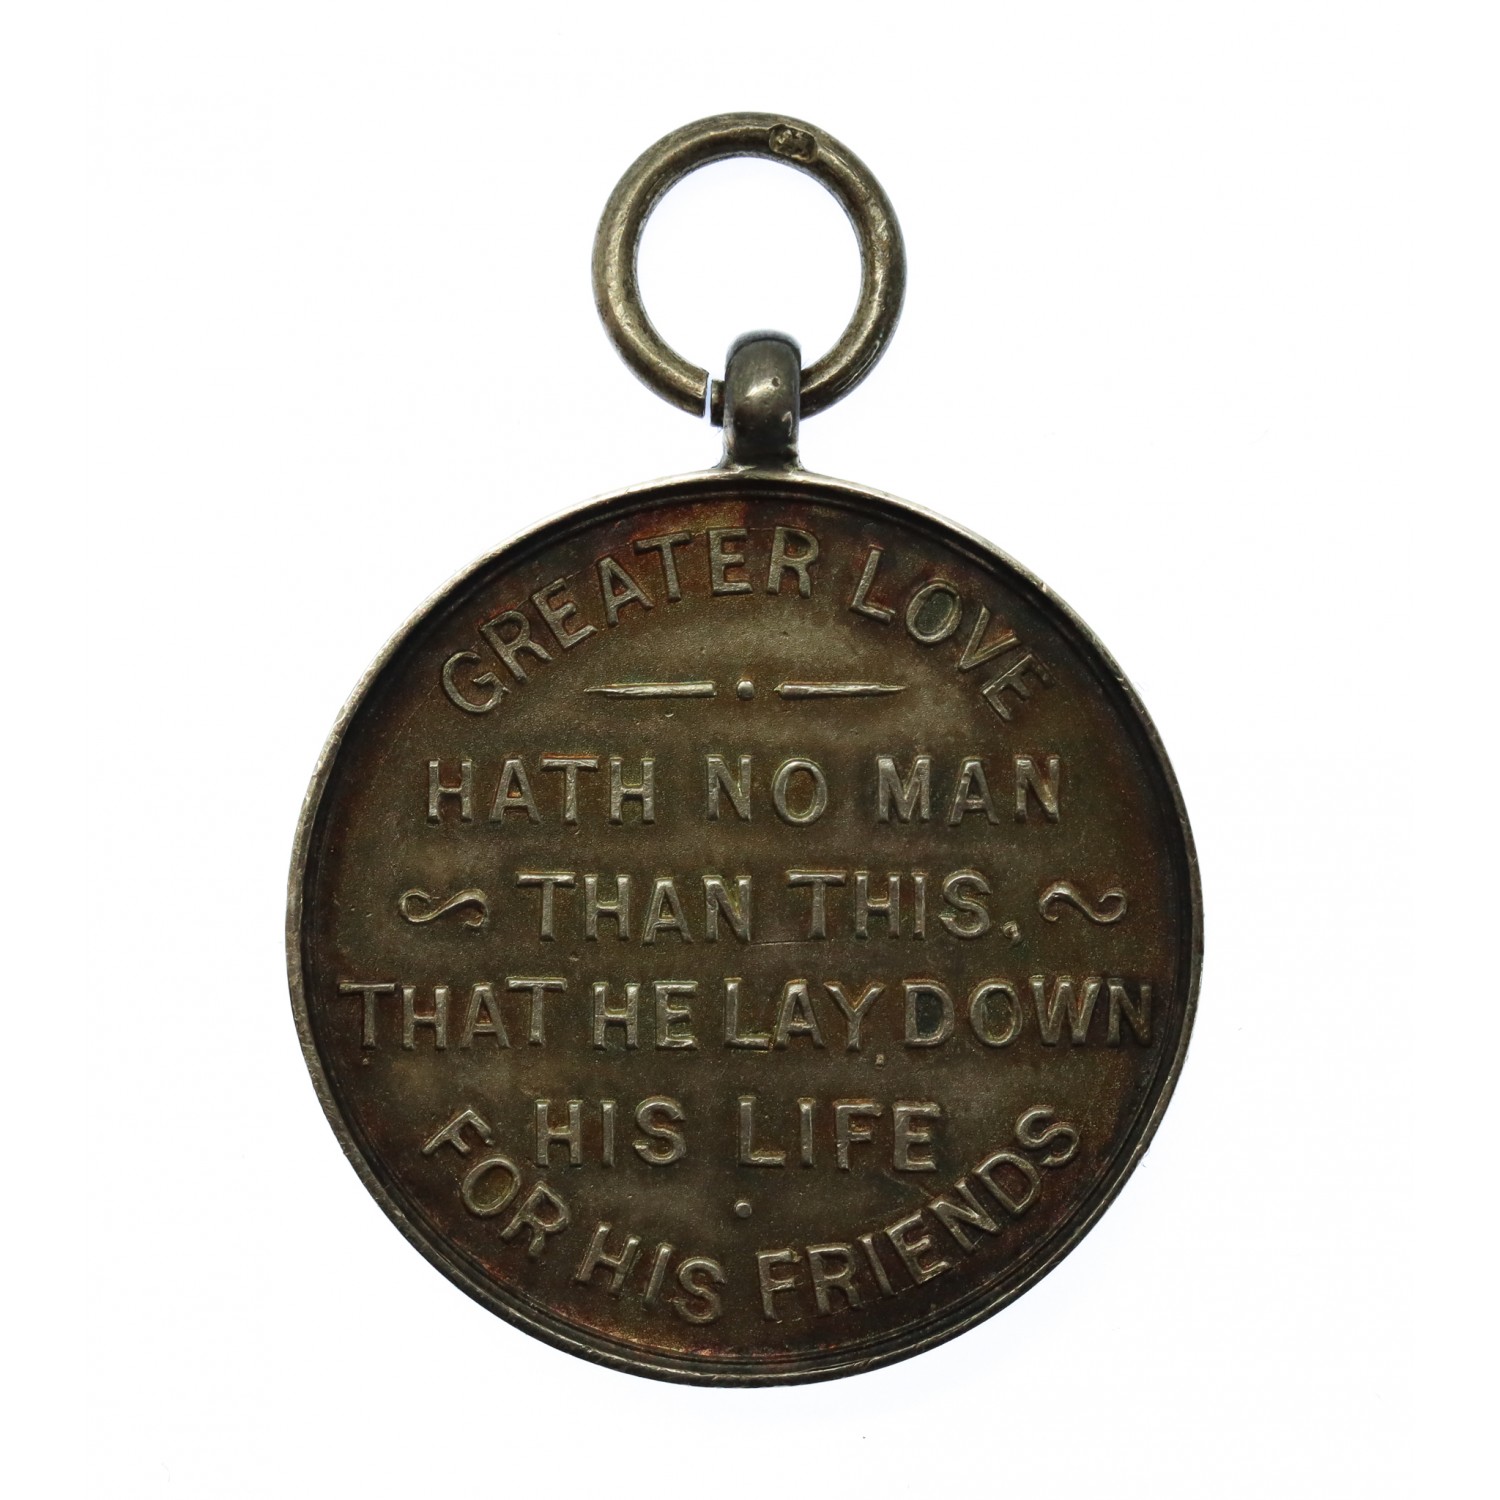 GREATER LOVE
HATH NO MAN
THAN THIS,
THAT HE LAY DOWN
HIS LIFE
FOR HIS FRIENDS